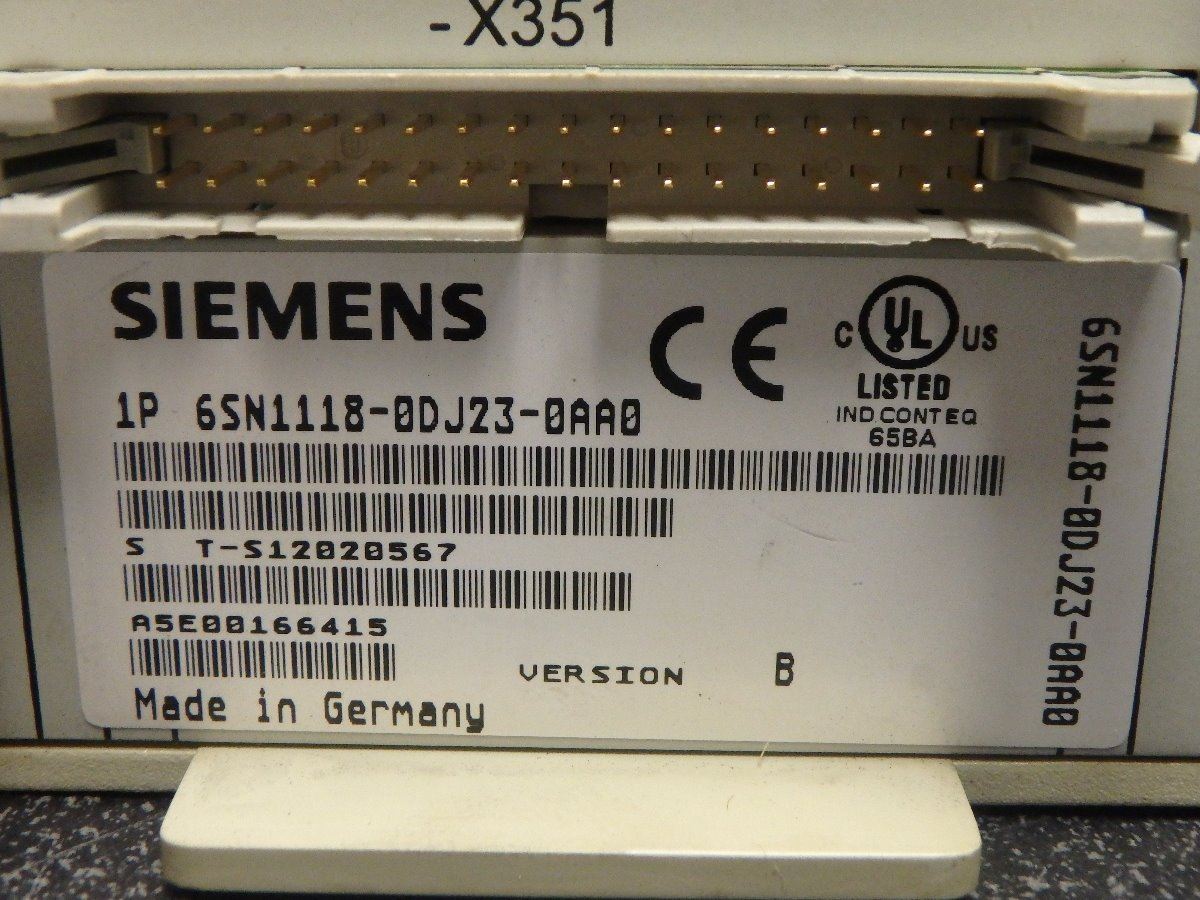 -X351
SIEMENS
CE
C UL US
LISTED
IND CONT EQ
65BA
1P 6SN1118-0DJ23-0AA0
S T-S12020567
A5E00166415
VERSION B
Made in Germany
6SN1118-0DJ23-0AA0